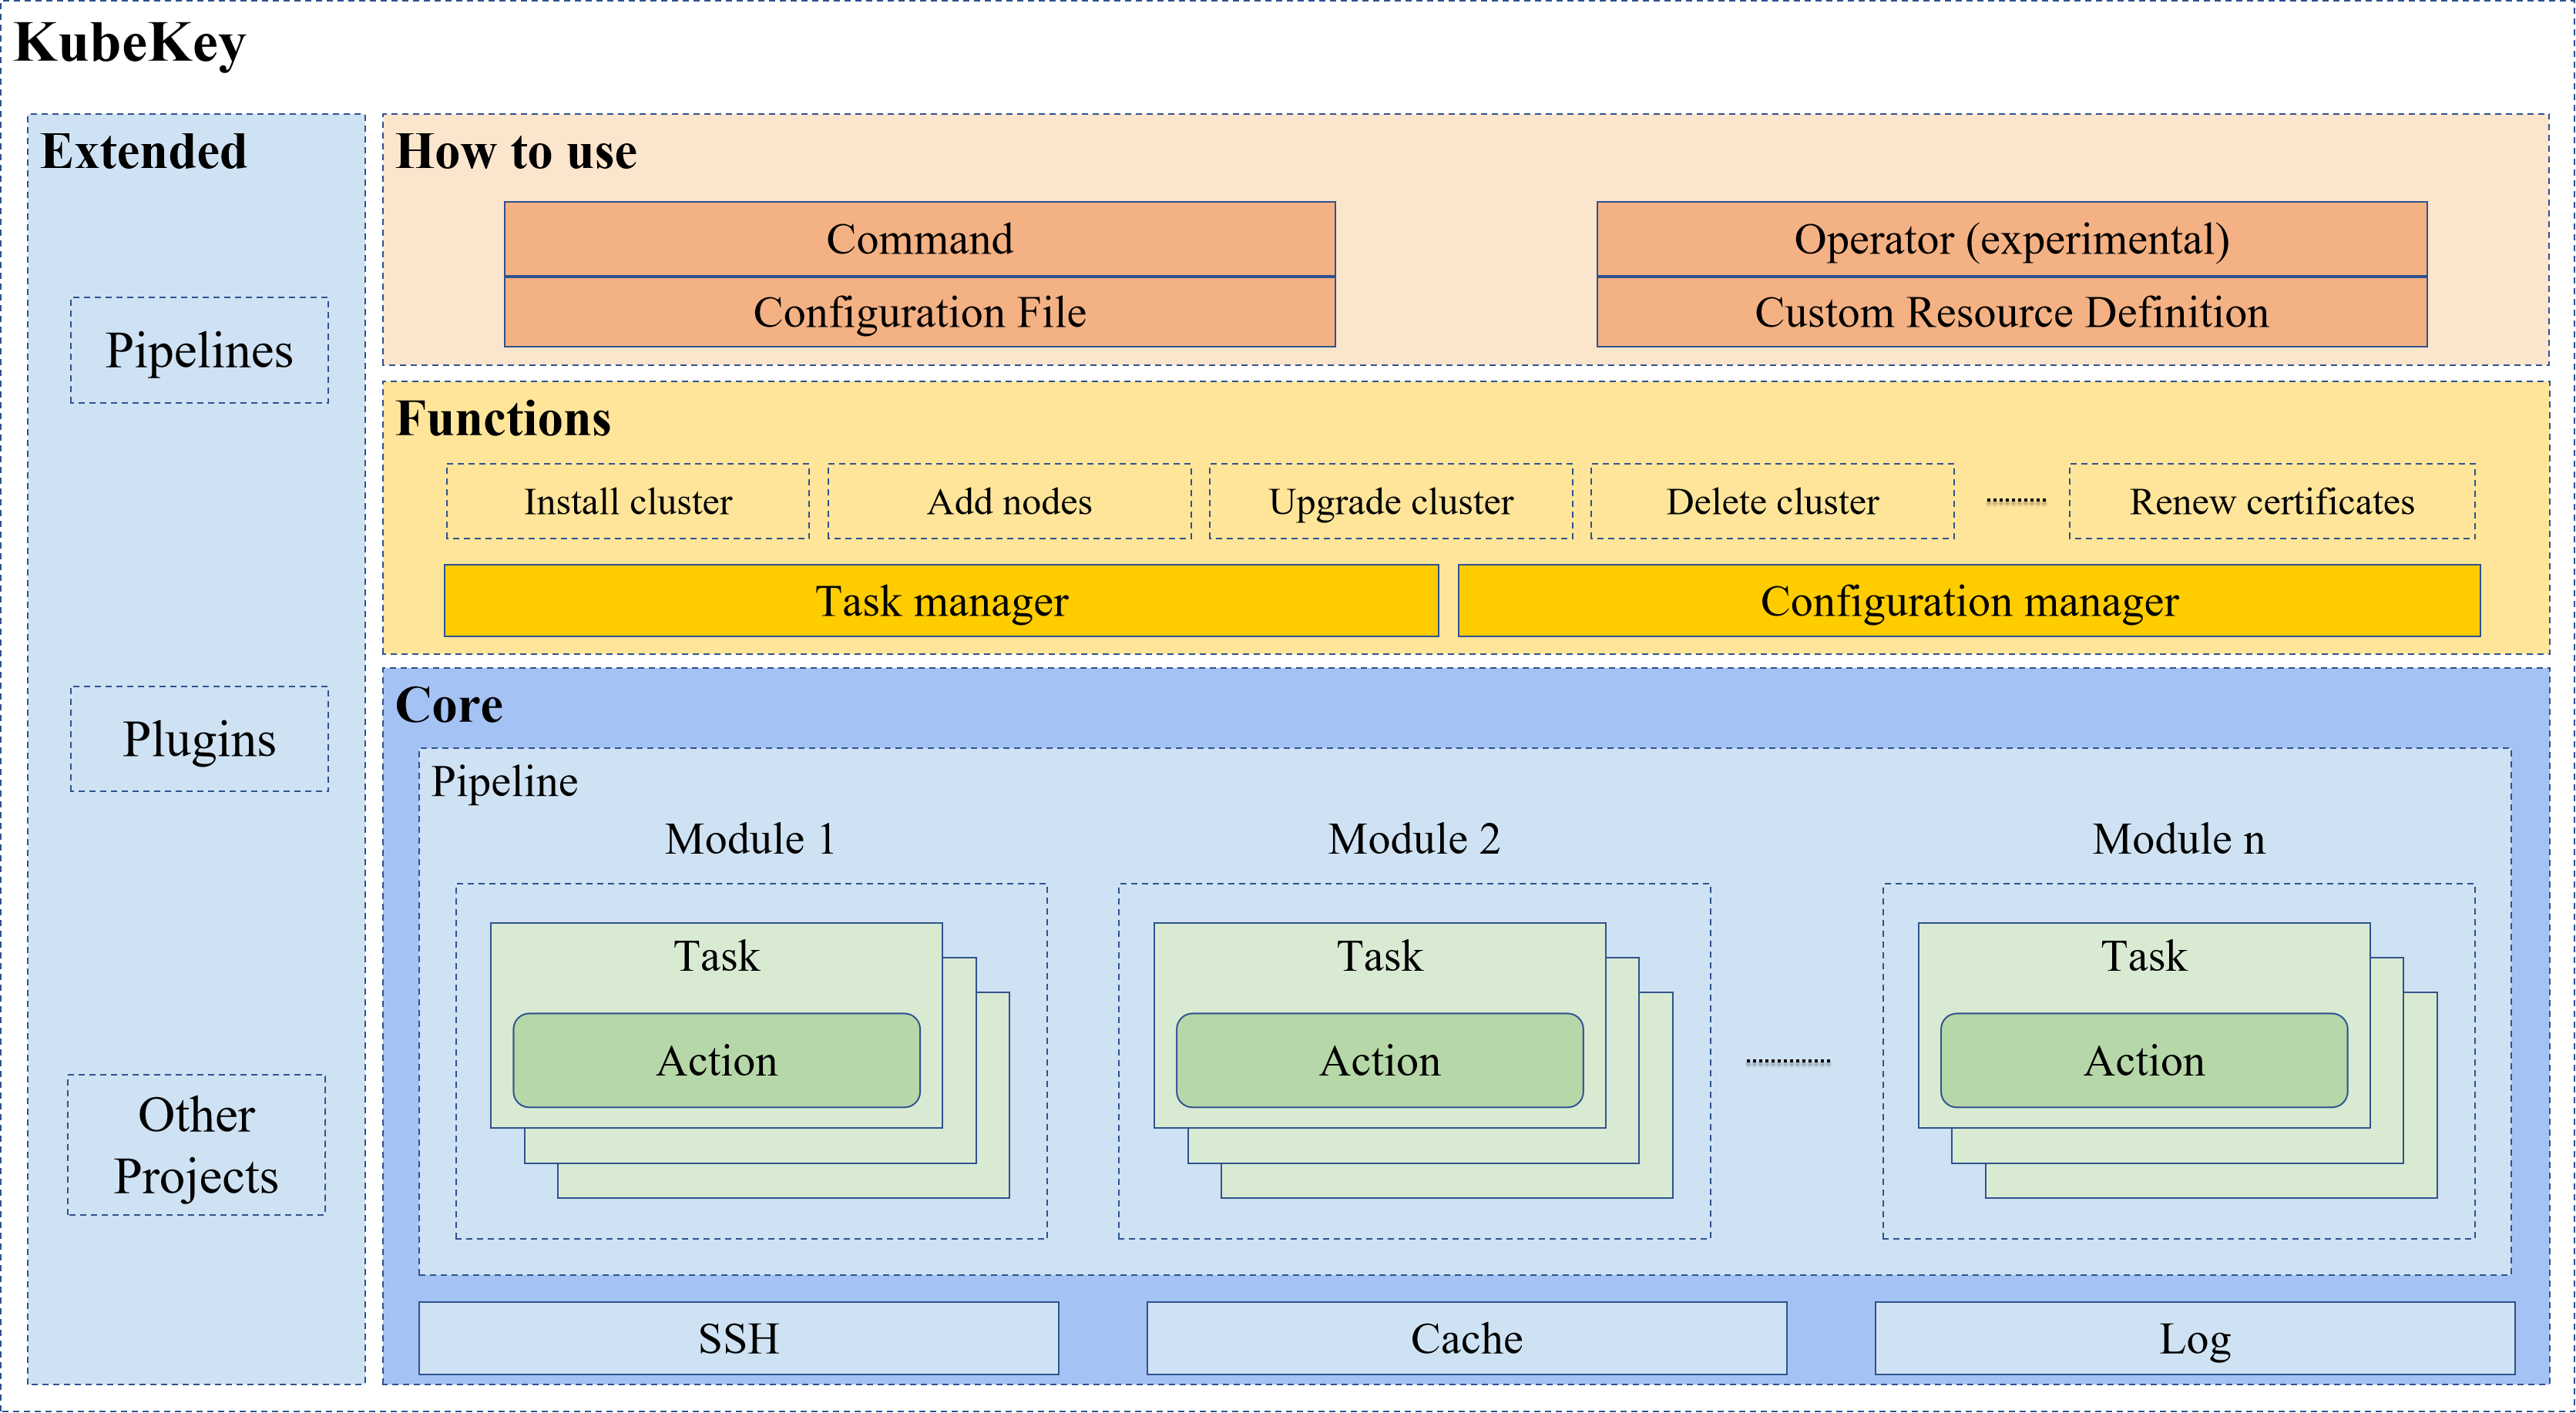 KubeKey
Extended
Pipelines
Plugins
Other
Projects
How to use
Command
Configuration File
Operator (experimental)
Custom Resource Definition
Functions
Install cluster
Add nodes
Upgrade cluster
Delete cluster
Renew certificates
Task manager
Configuration manager
Core
Pipeline
Module 1
Task
Action
Module 2
Task
Action
Module n
Task
Action
SSH
Cache
Log